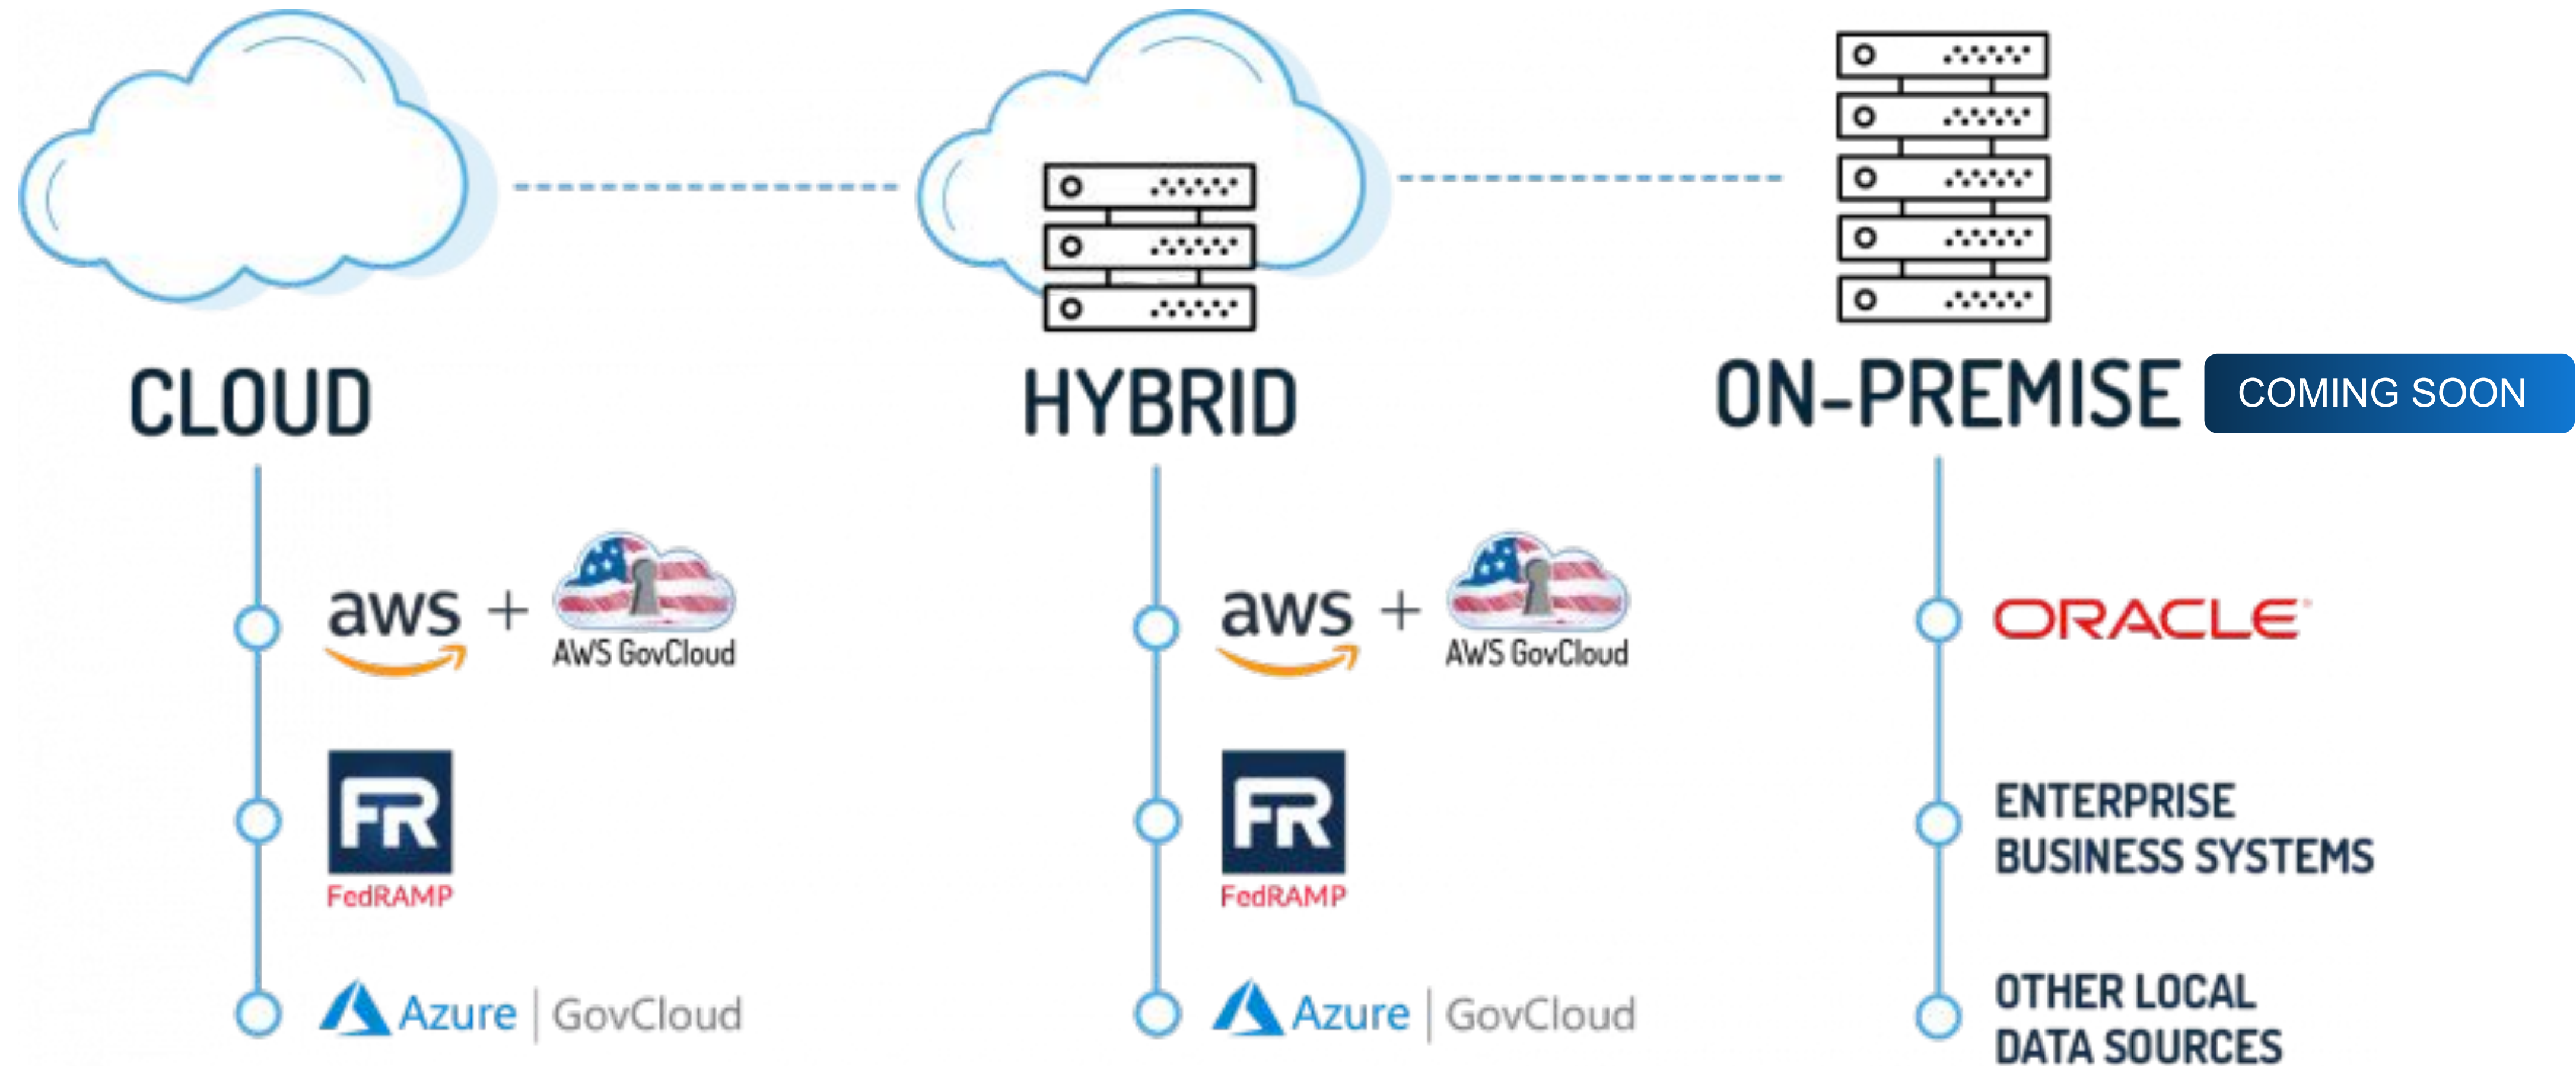 CLOUD
aws + AWS GovCloud
FR
FedRAMP
Azure | GovCloud
HYBRID
aws + AWS GovCloud
FR
FedRAMP
Azure | GovCloud
ON-PREMISE
COMING SOON
ORACLE
ENTERPRISE
BUSINESS SYSTEMS
OTHER LOCAL
DATA SOURCES